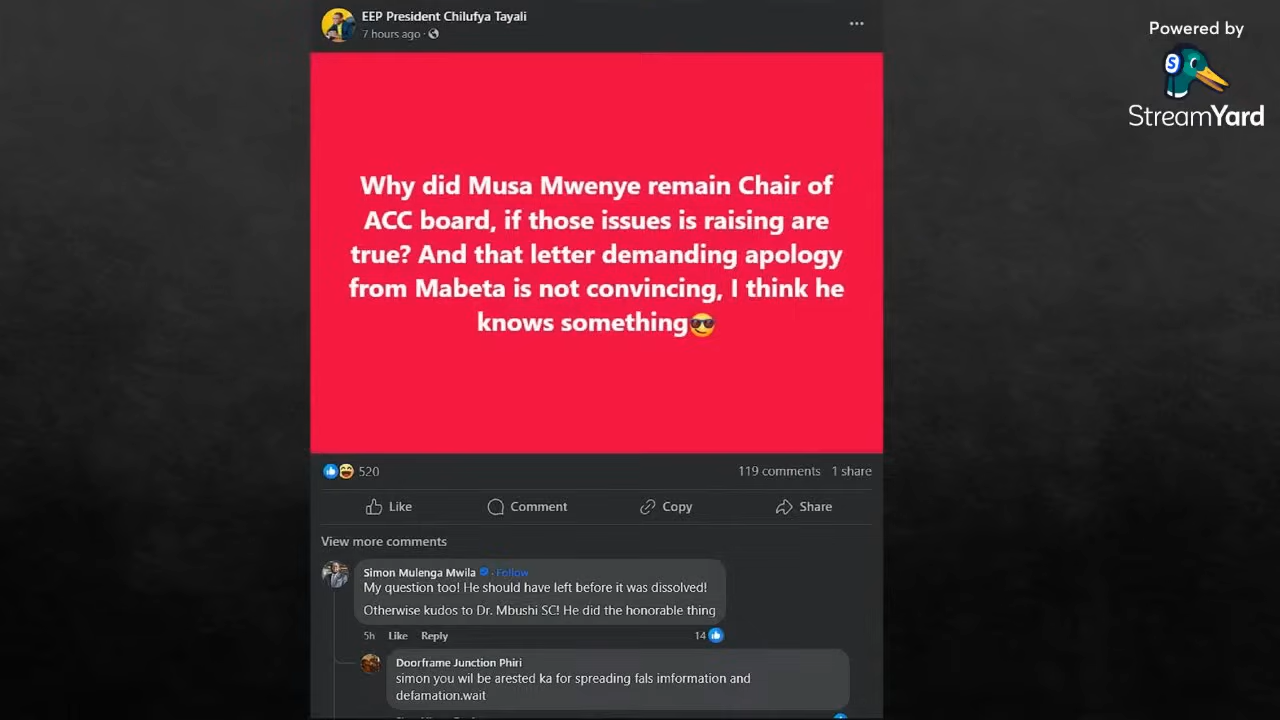 EEP President Chilufya Tayali
7 hours ago ·
Powered by
S
StreamYard
Why did Musa Mwenye remain Chair of
ACC board, if those issues is raising are
true? And that letter demanding apology
from Mabeta is not convincing, I think he
knows something😎
520
119 comments 1 share
Like Comment Copy Share
View more comments
Simon Mulenga Mwila · Follow
My question too! He should have left before it was dissolved!
Otherwise kudos to Dr. Mbushi SC! He did the honorable thing
5h Like Reply 14
Doorframe Junction Phiri
simon you wil be arested ka for spreading fals imformation and
defamation.wait